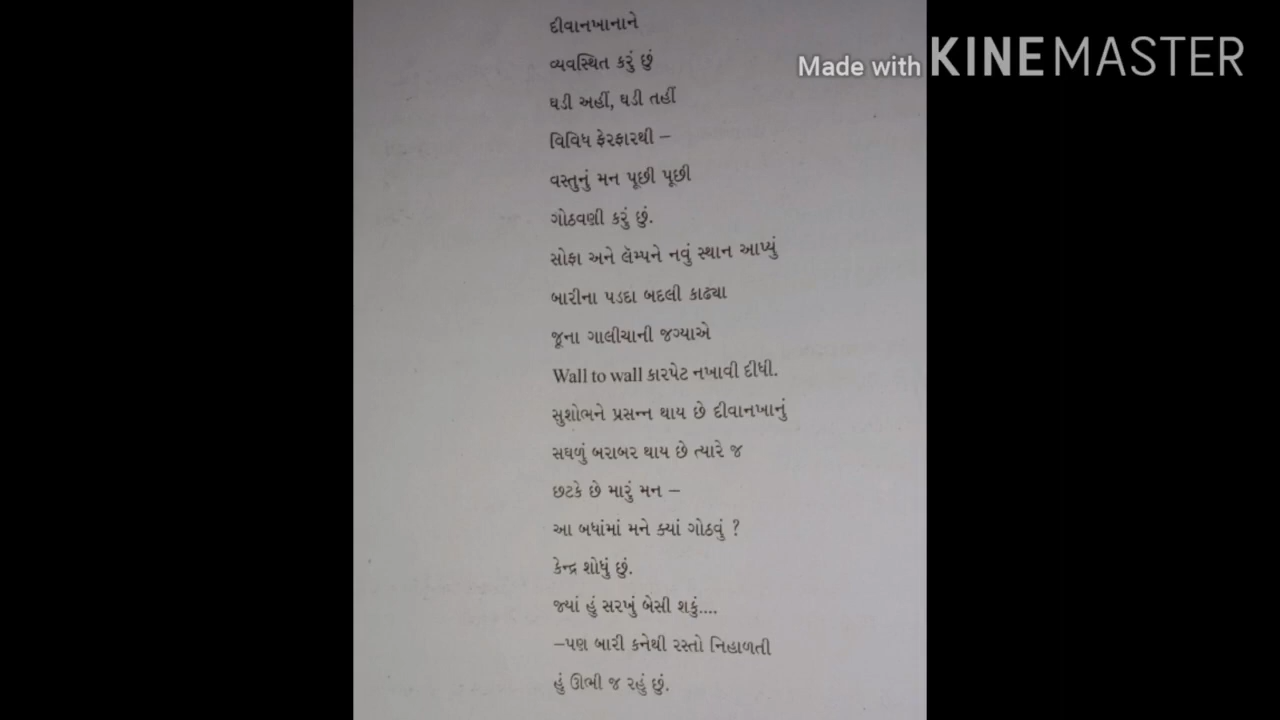 દીવાનખાનાને
વ્યવસ્થિત કરું છું
ઘડી અહીં, ઘડી તહીં
વિવિધ ફેરફારથી –
વસ્તુનું મન પૂછી પૂછી
ગોઠવણી કરું છું.
સોફા અને લૅમ્પને નવું સ્થાન આપ્યું
બારીના પડદા બદલી કાઢ્યા
જૂના ગાલીચાની જગ્યાએ
Wall to wall કારપેટ નખાવી દીધી.
સુશોભને પ્રસન્ન થાય છે દીવાનખાનું
સઘળું બરાબર થાય છે ત્યારે જ
છટકે છે મારું મન –
આ બધાંમાં મને ક્યાં ગોઠવું ?
કેન્દ્ર શોધું છું.
જ્યાં હું સરખું બેસી શકું....
–પણ બારી કનેથી રસ્તો નિહાળતી
હું ઊભી જ રહું છું.
Made with KINEMASTER